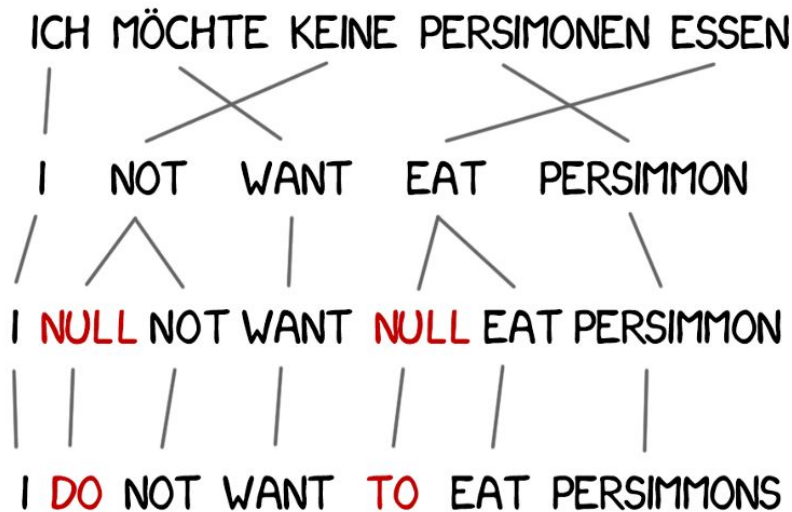 ICH MÖCHTE KEINE PERSIMONEN ESSEN
I NOT WANT EAT PERSIMMON
I NULL NOT WANT NULL EAT PERSIMMON
I DO NOT WANT TO EAT PERSIMMONS